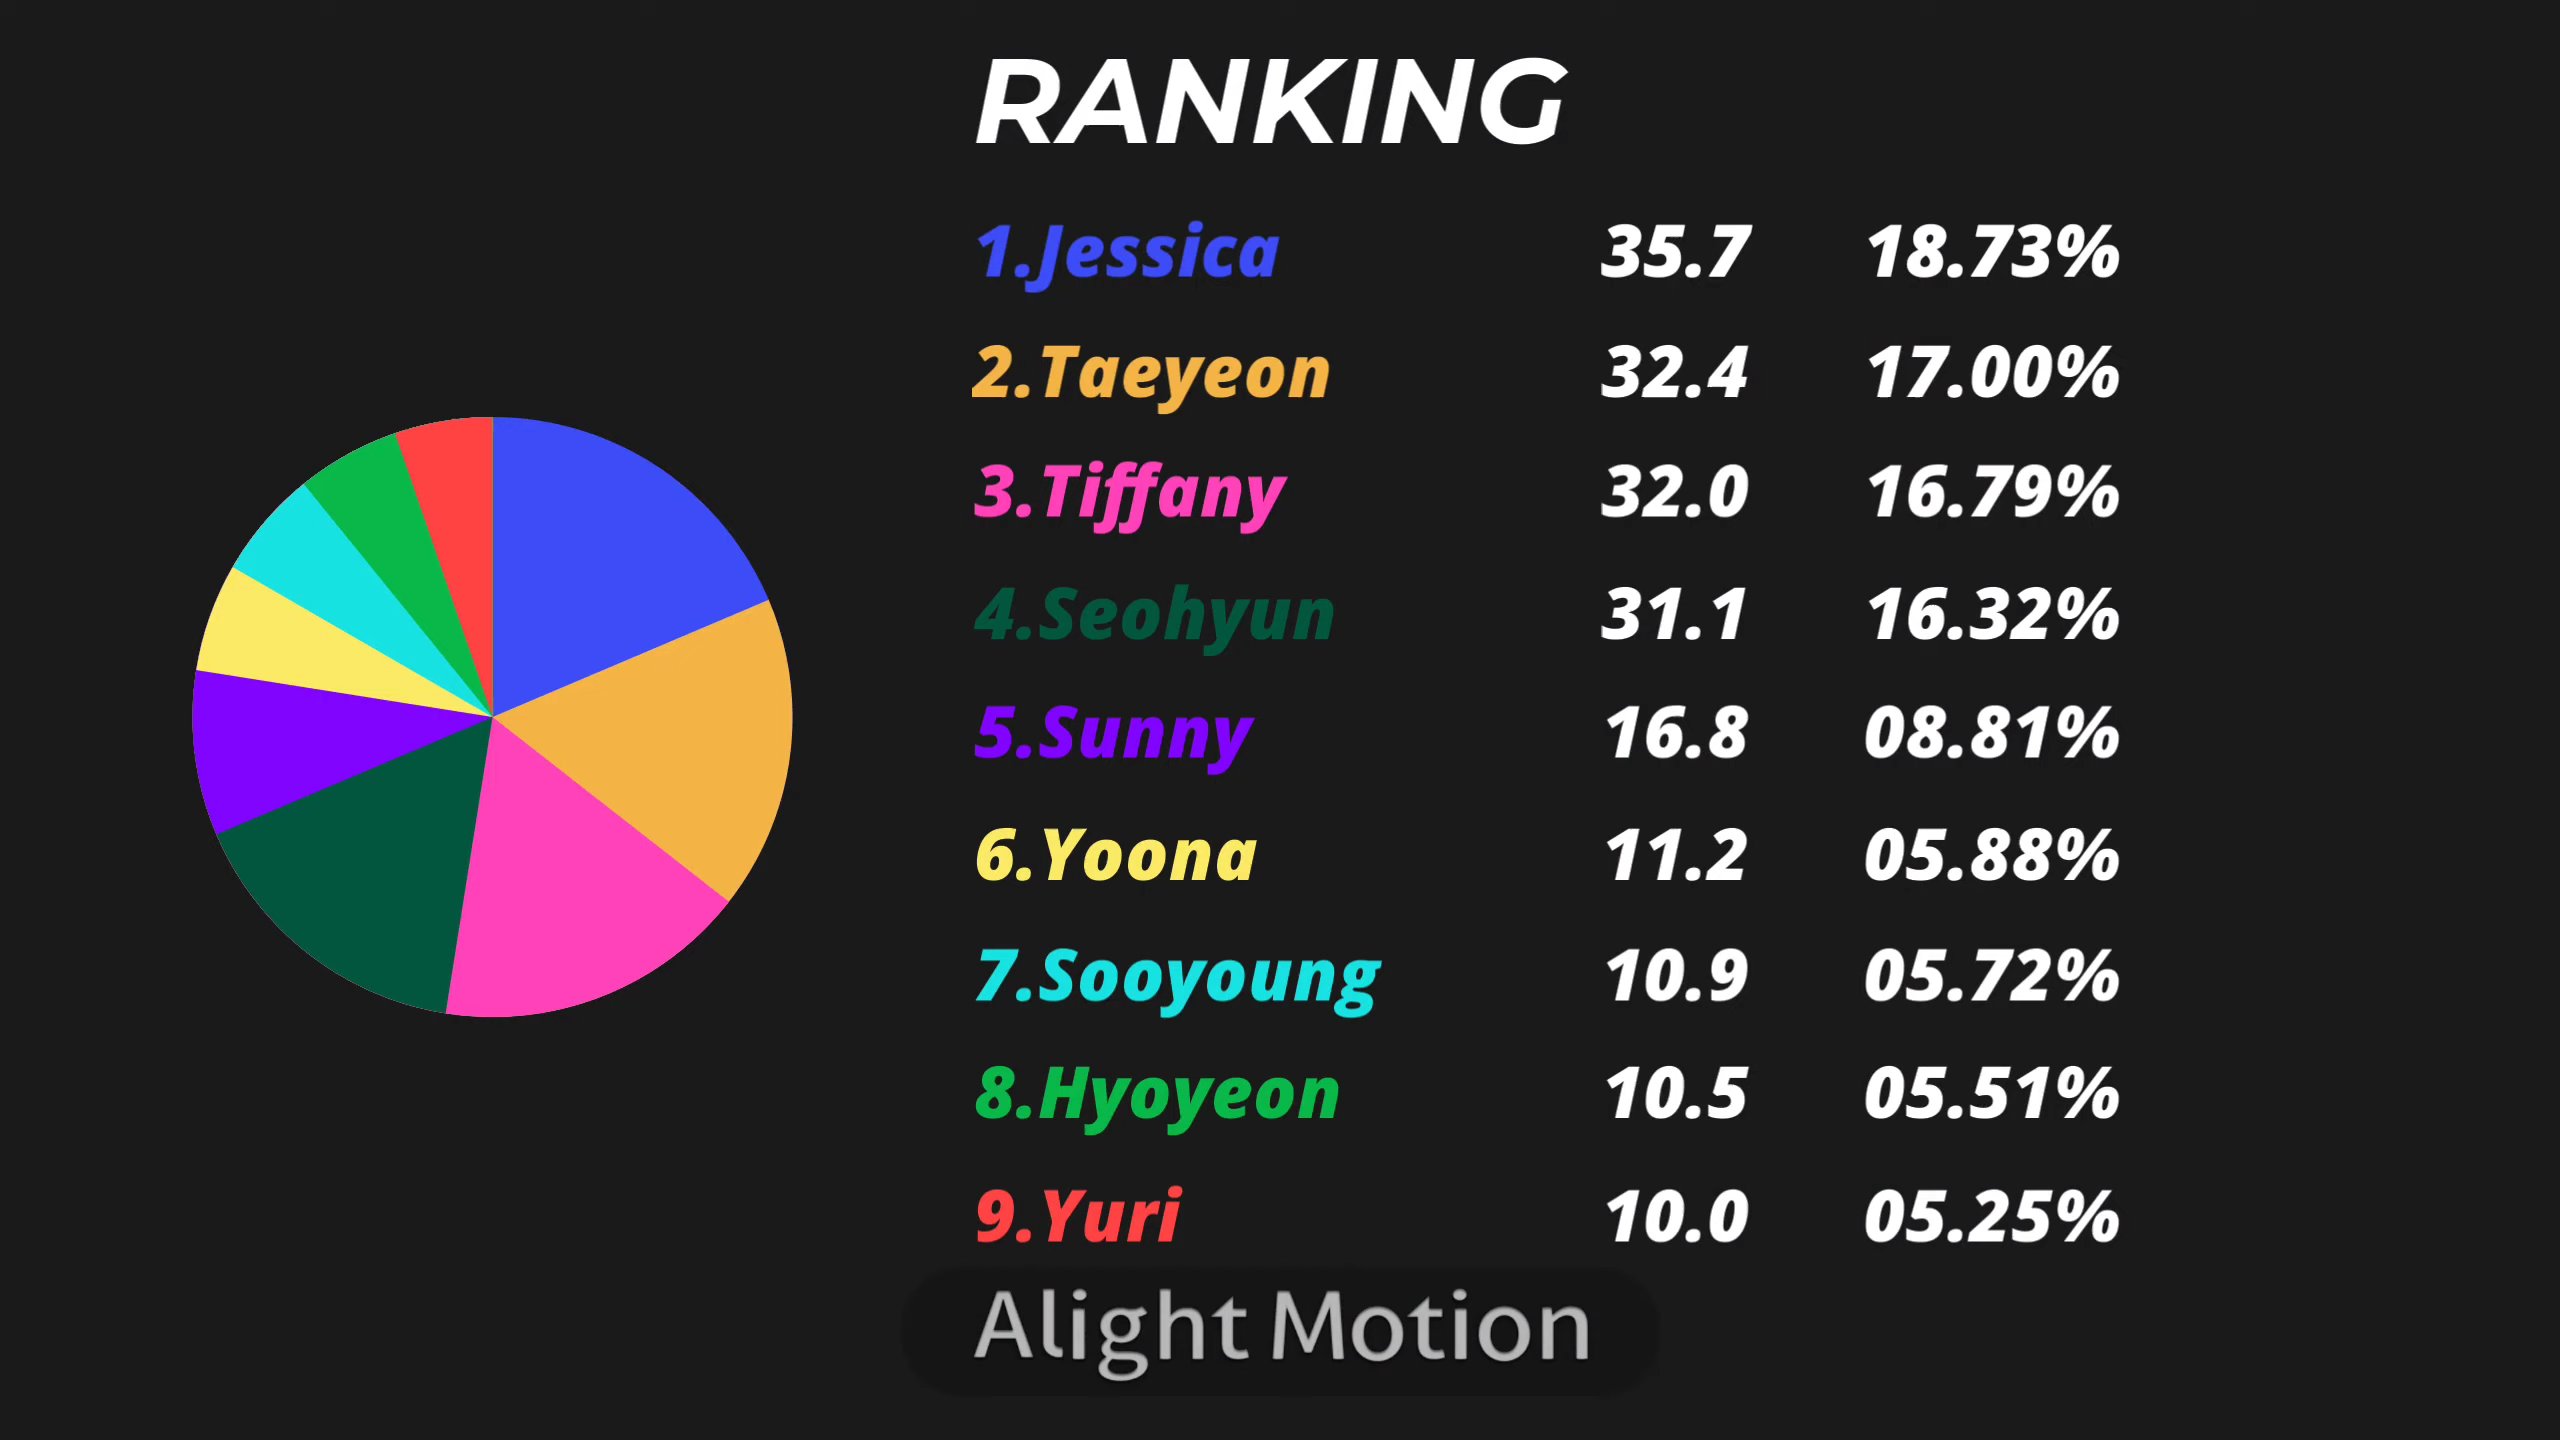 RANKING
1.Jessica 35.7 18.73%
2.Taeyeon 32.4 17.00%
3.Tiffany 32.0 16.79%
4.Seohyun 31.1 16.32%
5.Sunny 16.8 08.81%
6.Yoona 11.2 05.88%
7.Sooyoung 10.9 05.72%
8.Hyoyeon 10.5 05.51%
9.Yuri 10.0 05.25%
Alight Motion